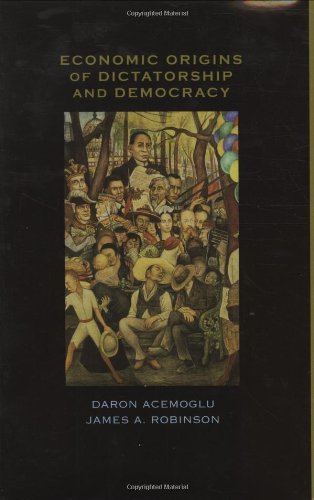 ECONOMIC ORIGINS
OF DICTATORSHIP
AND DEMOCRACY
DARON ACEMOGLU
JAMES A. ROBINSON